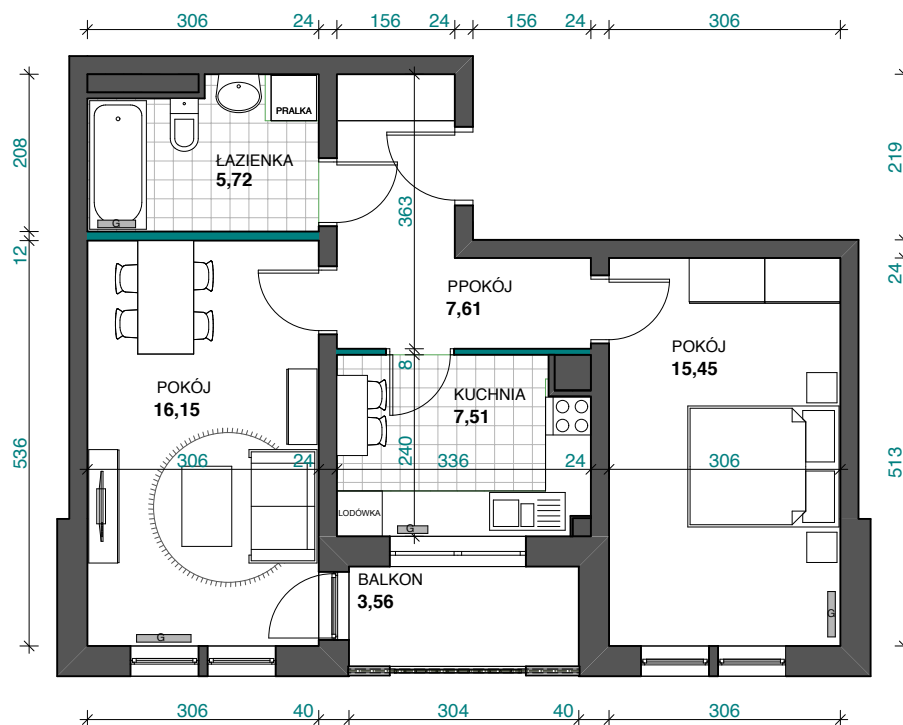 306
24
156
24
156
24
306
208
12
536
219
24
513
PRALKA
ŁAZIENKA
5,72
G
363
PPOKÓJ
7,61
POKÓJ
16,15
POKÓJ
15,45
8
KUCHNIA
7,51
240
306
24
336
24
306
LODÓWKA
G
BALKON
3,56
G
G
306
40
304
40
306